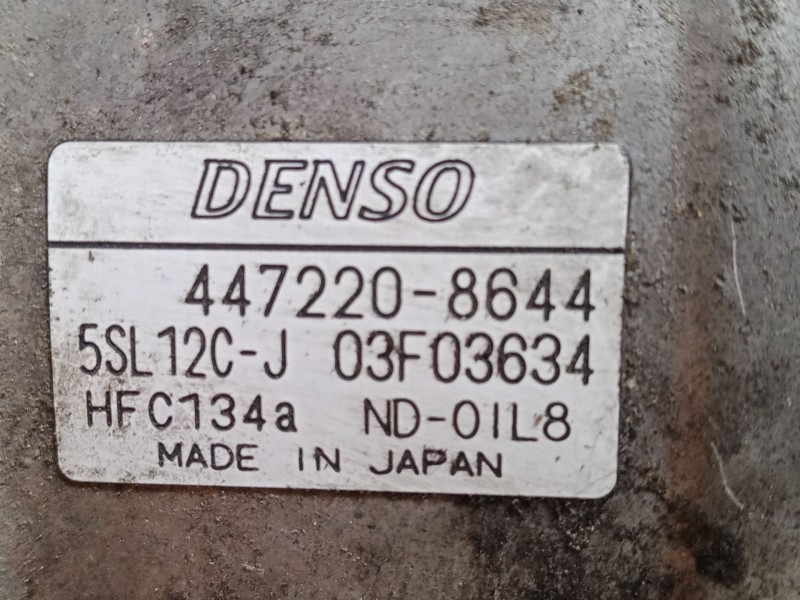 DENSO
447220-8644
5SL12C-J 03F03634
HFC134a ND-OIL8
MADE IN JAPAN